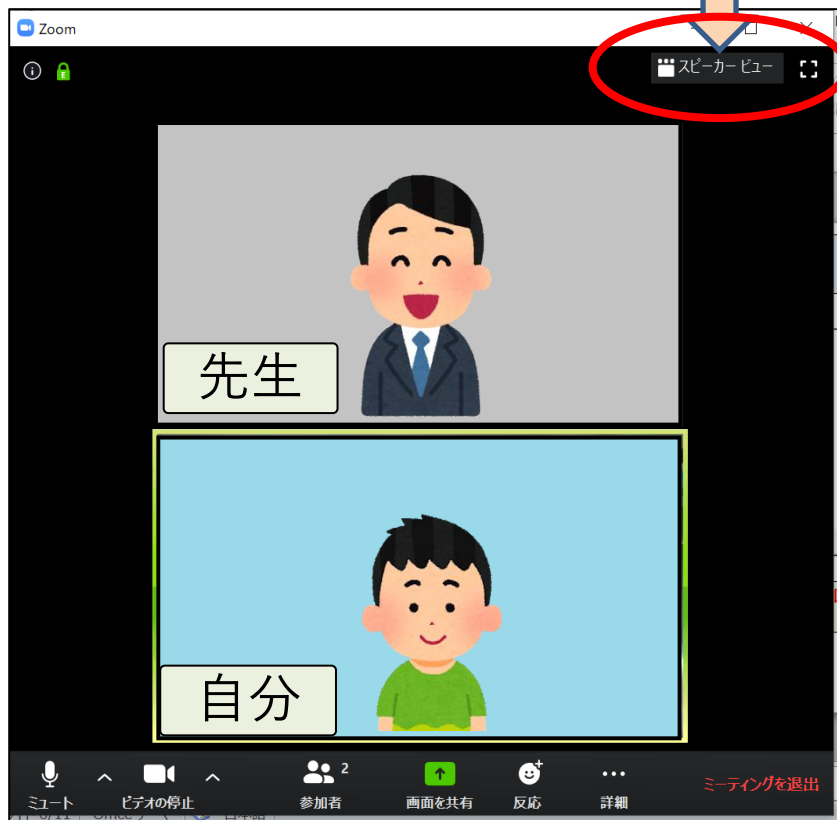 Zoom
スピーカー ビュー
先生
自分
2
ミュート
ビデオの停止
参加者
画面を共有
反応
詳細
ミーティングを退出